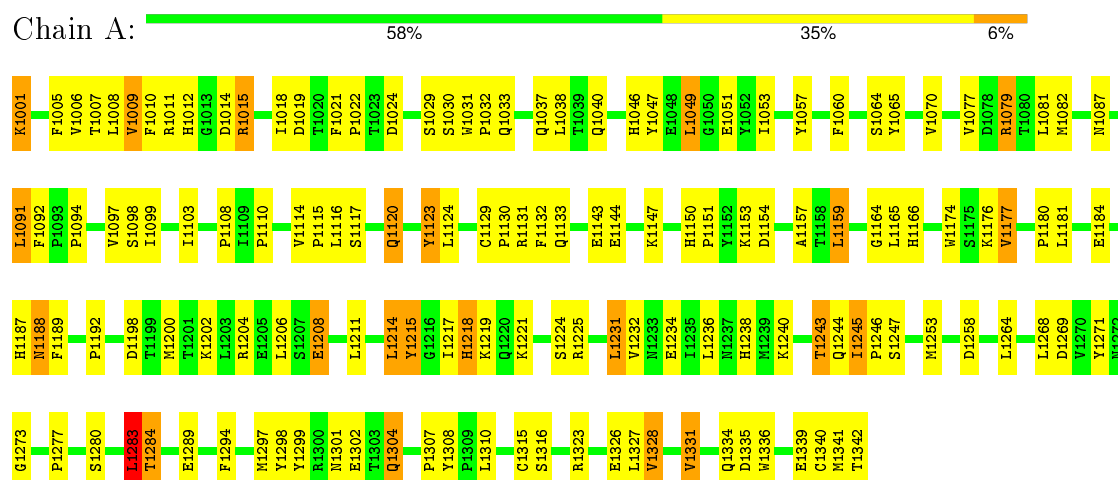 Chain A:
58% 35% 6%
K1001 F1005 V1006 T1007 L1008 V1009 F1010 R1011 H1012 G1013 D1014 R1015 I1018 D1019 T1020 F1021 P1022 T1023 D1024 S1029 S1030 W1031 P1032 Q1033 Q1037 L1038 T1039 Q1040 H1046 Y1047 E1048 L1049 G1050 E1051 Y1052 I1053 Y1057 F1060 S1064 Y1065 V1070 V1077 D1078 R1079 T1080 L1081 M1082 N1087
L1091 F1092 P1093 P1094 V1097 S1098 I1099 I1103 P1108 I1109 P1110 V1114 P1115 L1116 S1117 Q1120 Y1123 L1124 C1129 P1130 R1131 F1132 Q1133 E1143 E1144 K1147 H1150 P1151 Y1152 K1153 D1154 A1157 T1158 L1159 G1164 L1165 H1166 W1174 S1175 K1176 V1177 P1180 L1181 E1184
H1187 N1188 F1189 P1192 D1198 T1199 M1200 T1201 K1202 L1203 R1204 E1205 L1206 S1207 E1208 L1211 L1214 Y1215 G1216 I1217 H1218 K1219 Q1220 K1221 S1224 R1225 L1231 V1232 N1233 E1234 I1235 L1236 N1237 H1238 M1239 K1240 T1243 Q1244 I1245 P1246 S1247 M1253 D1258 L1264 L1268 D1269 V1270 Y1271 N1272
G1273 P1277 S1280 L1283 T1284 E1289 F1294 M1297 Y1298 Y1299 R1300 N1301 E1302 T1303 Q1304 P1307 Y1308 P1309 L1310 C1315 S1316 R1323 E1326 L1327 V1328 V1331 Q1334 D1335 W1336 E1339 C1340 M1341 T1342